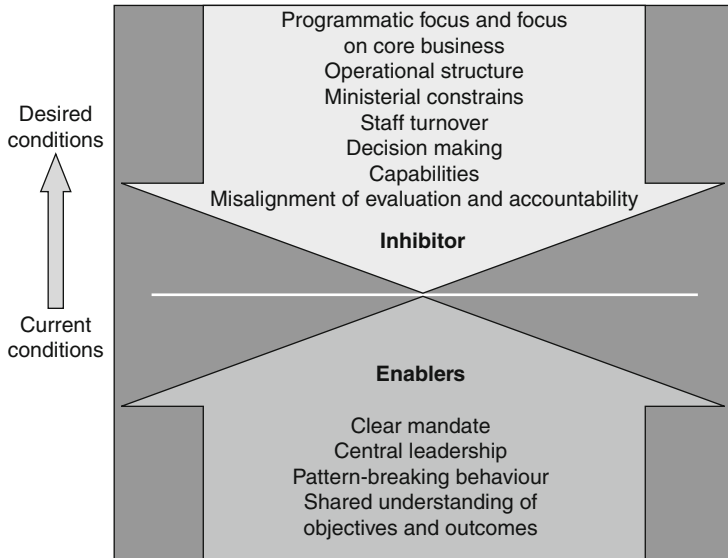 Programmatic focus and focus
on core business
Operational structure
Ministerial constrains
Staff turnover
Decision making
Capabilities
Misalignment of evaluation and accountability
Inhibitor
Desired
conditions
Current
conditions
Enablers
Clear mandate
Central leadership
Pattern-breaking behaviour
Shared understanding of
objectives and outcomes